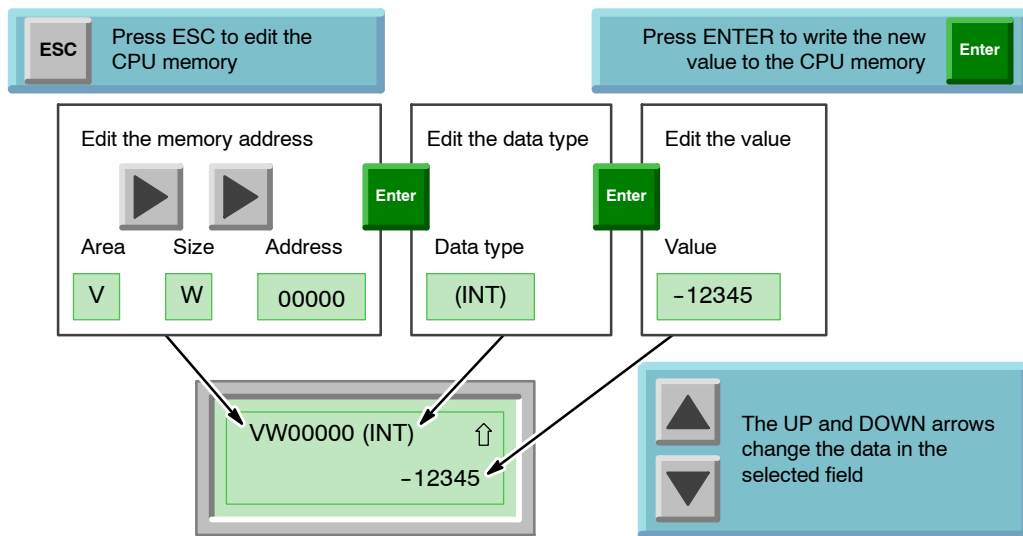 ESC
Press ESC to edit the
CPU memory
Press ENTER to write the new
value to the CPU memory
Enter
Edit the memory address
Enter
Area
Size
Address
V
W
00000
Edit the data type
Enter
Data type
(INT)
Edit the value
Value
-12345
VW00000 (INT) ⇧
-12345
The UP and DOWN arrows
change the data in the
selected field